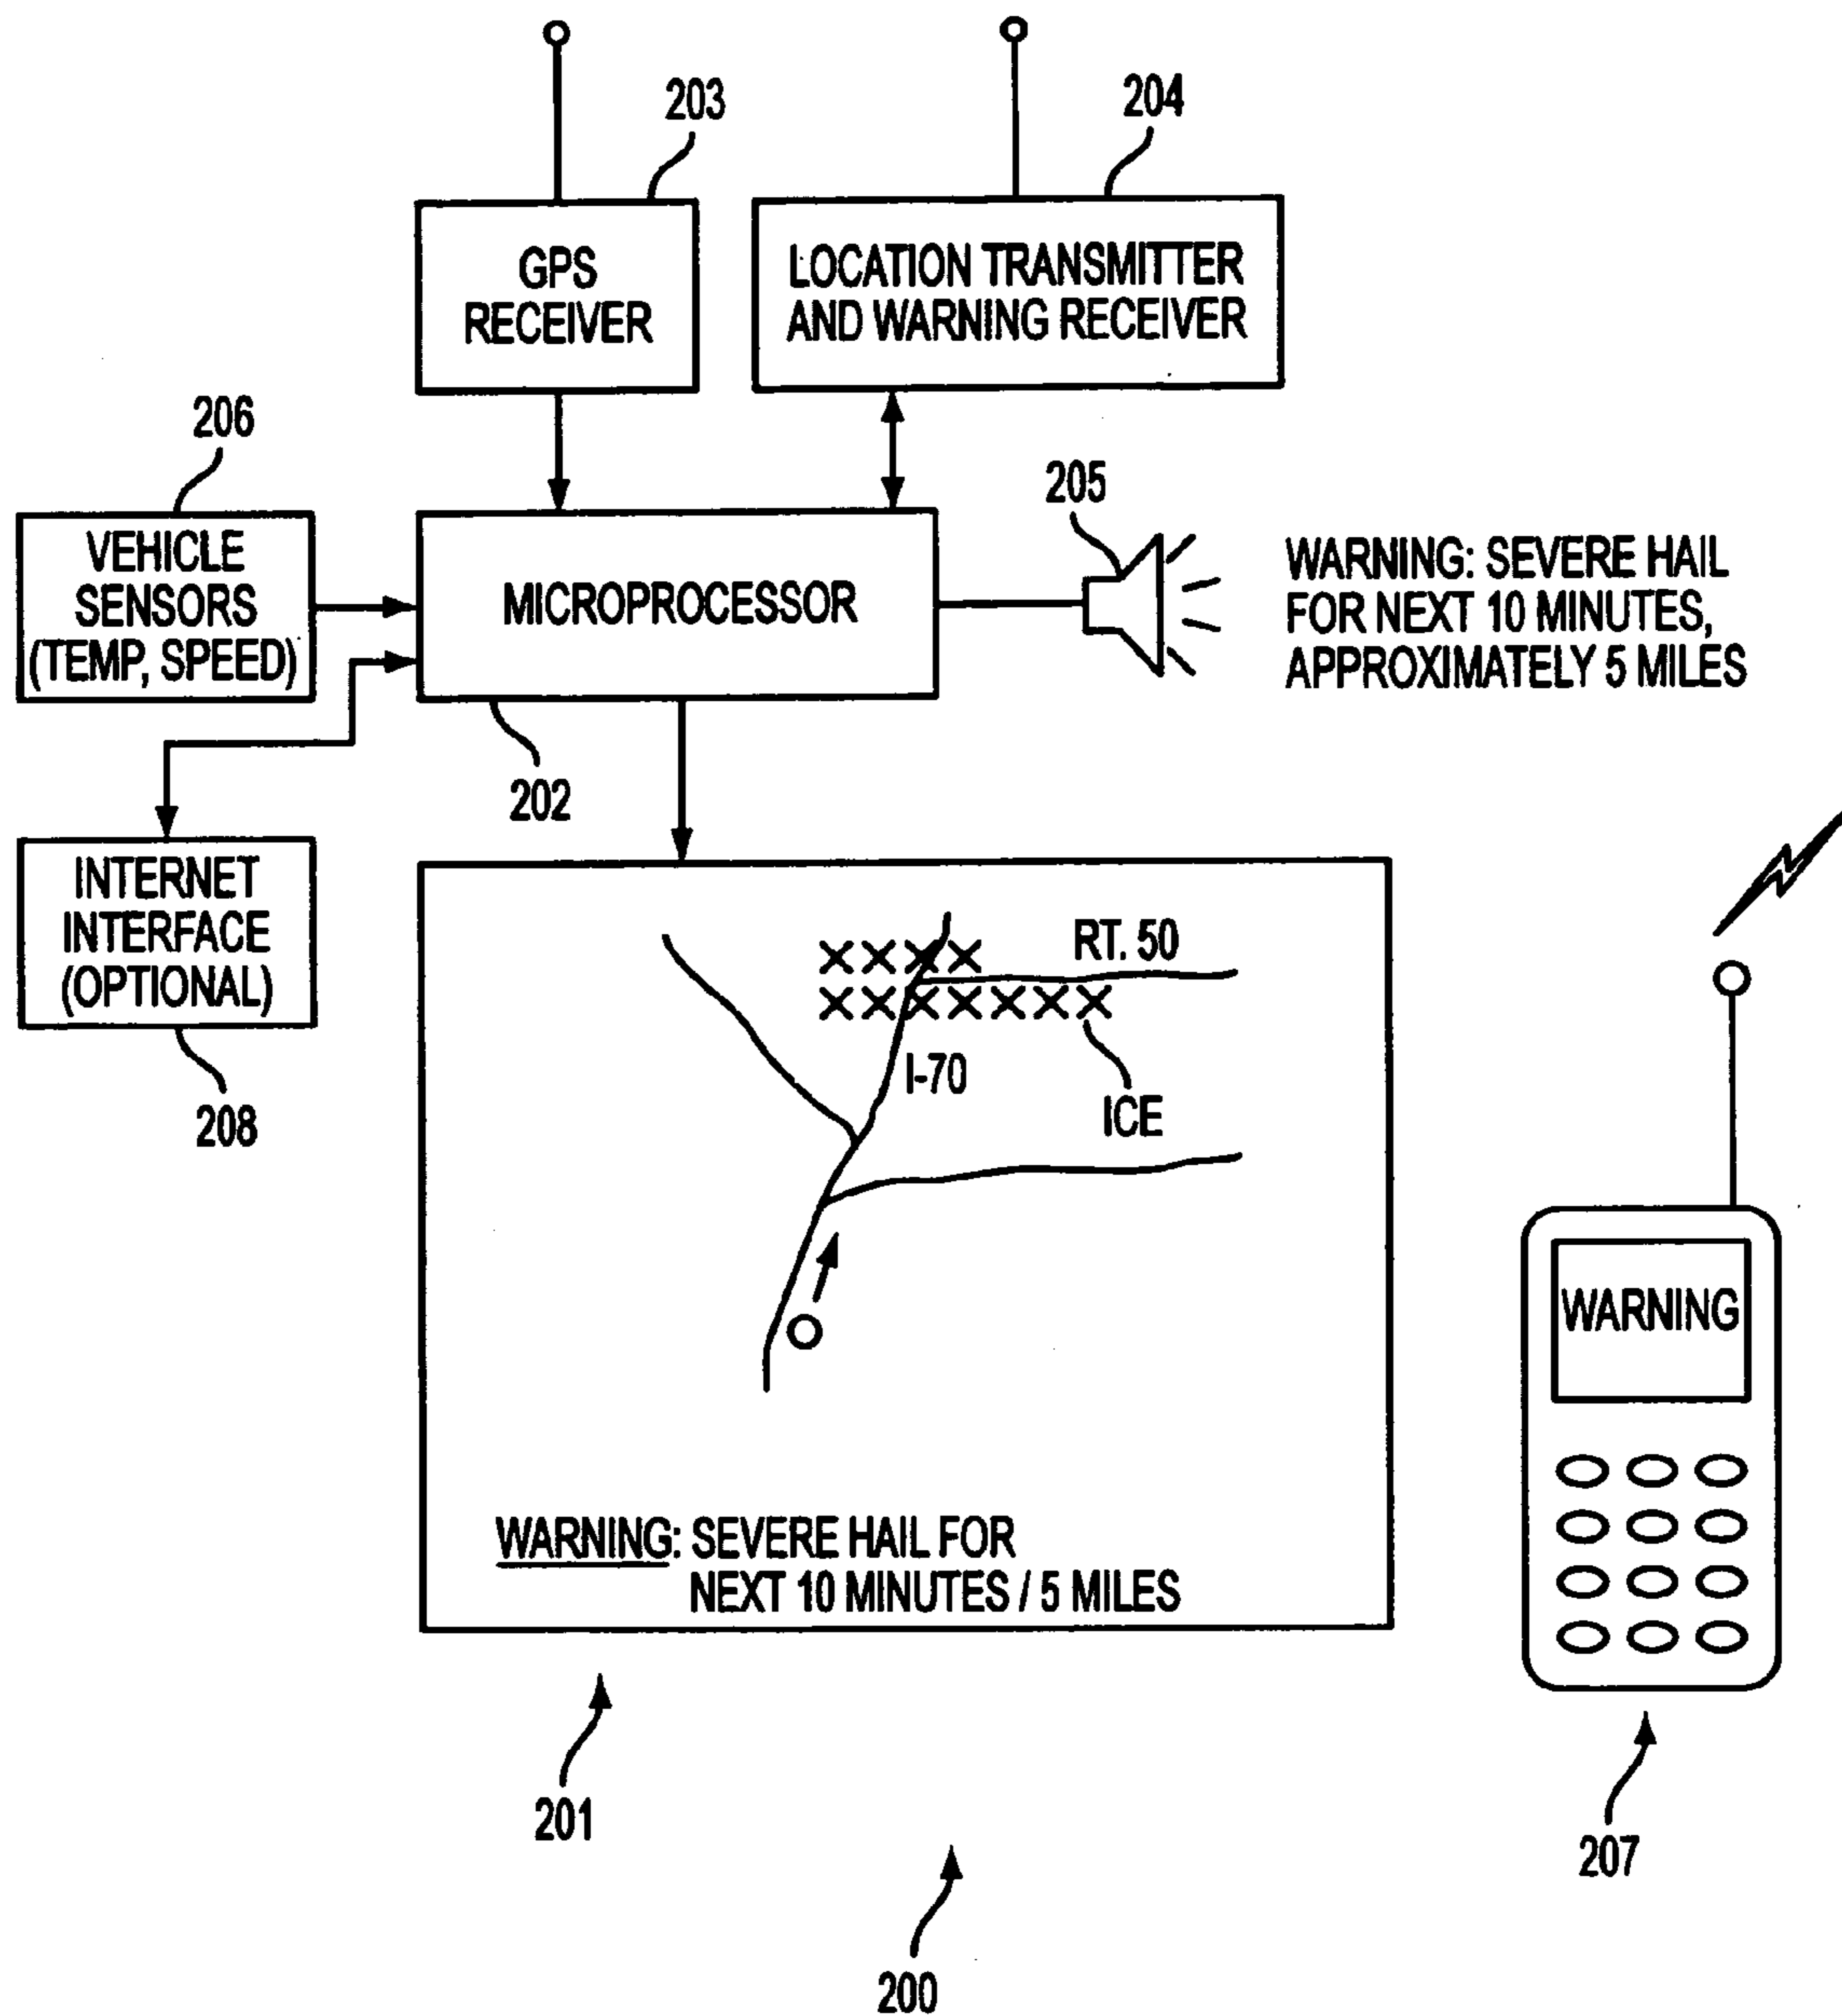 203
204
GPS
RECEIVER
LOCATION TRANSMITTER
AND WARNING RECEIVER
206
205
VEHICLE
SENSORS
(TEMP, SPEED)
MICROPROCESSOR
WARNING: SEVERE HAIL
FOR NEXT 10 MINUTES,
APPROXIMATELY 5 MILES
202
INTERNET
INTERFACE
(OPTIONAL)
208
RT. 50
I-70
ICE
WARNING
WARNING: SEVERE HAIL FOR
NEXT 10 MINUTES / 5 MILES
201
207
200